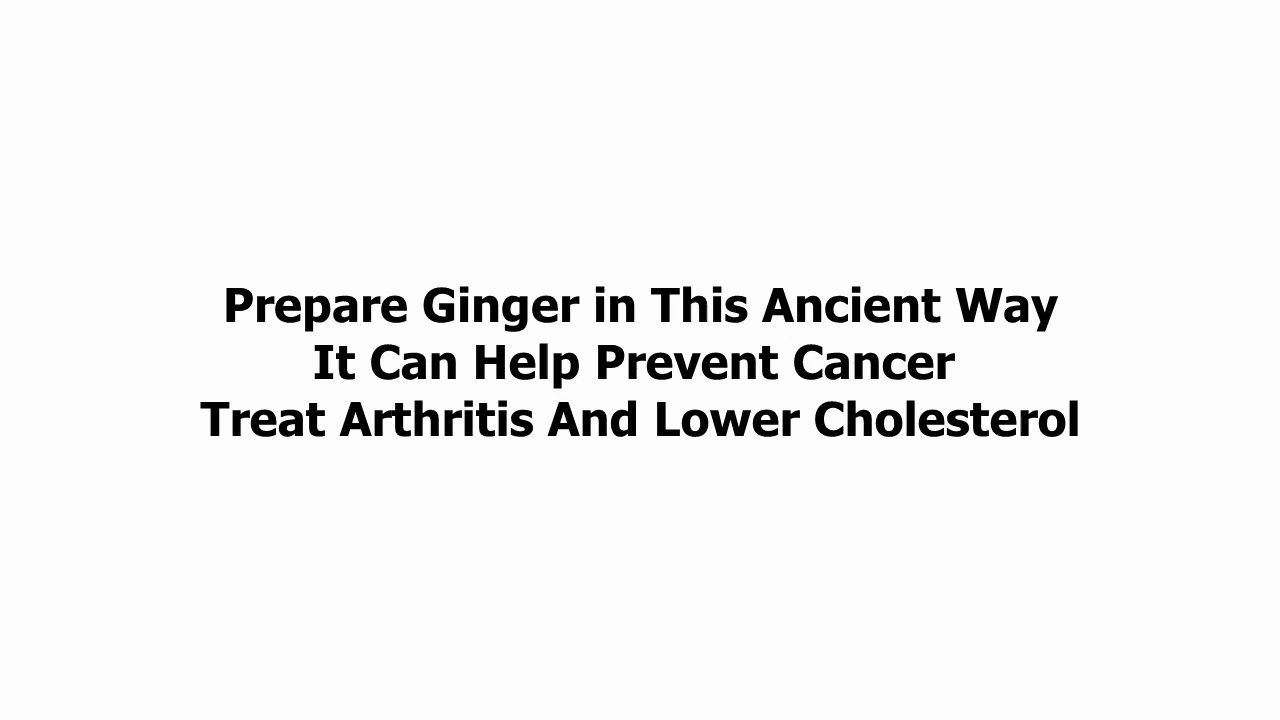 Prepare Ginger in This Ancient Way
It Can Help Prevent Cancer
Treat Arthritis And Lower Cholesterol